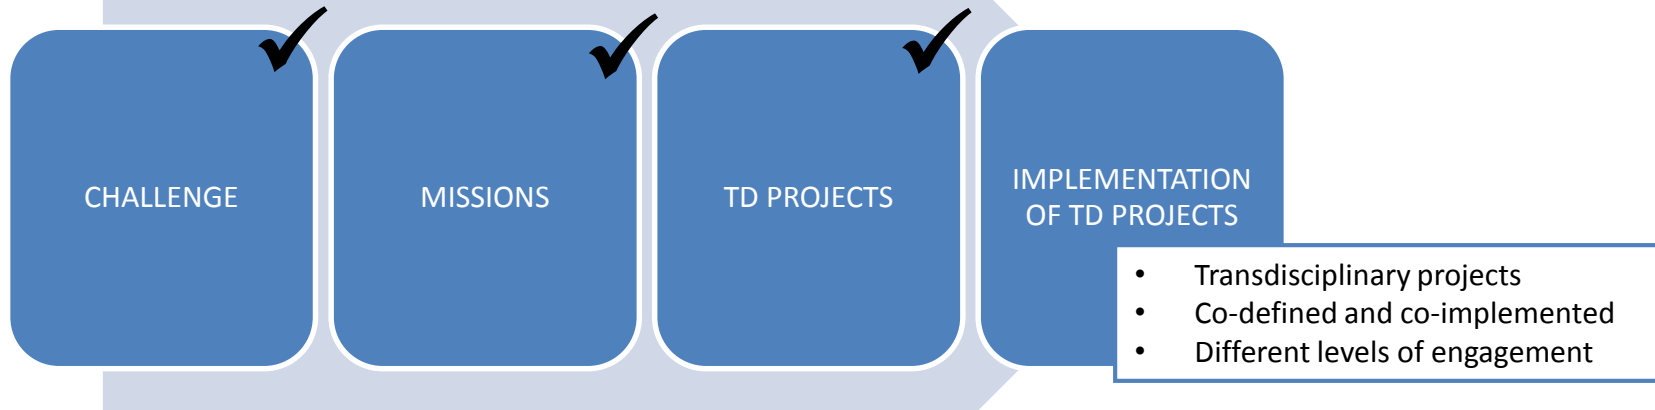 CHALLENGE
MISSIONS
TD PROJECTS
IMPLEMENTATION
OF TD PROJECTS
• Transdisciplinary projects
• Co-defined and co-implemented
• Different levels of engagement